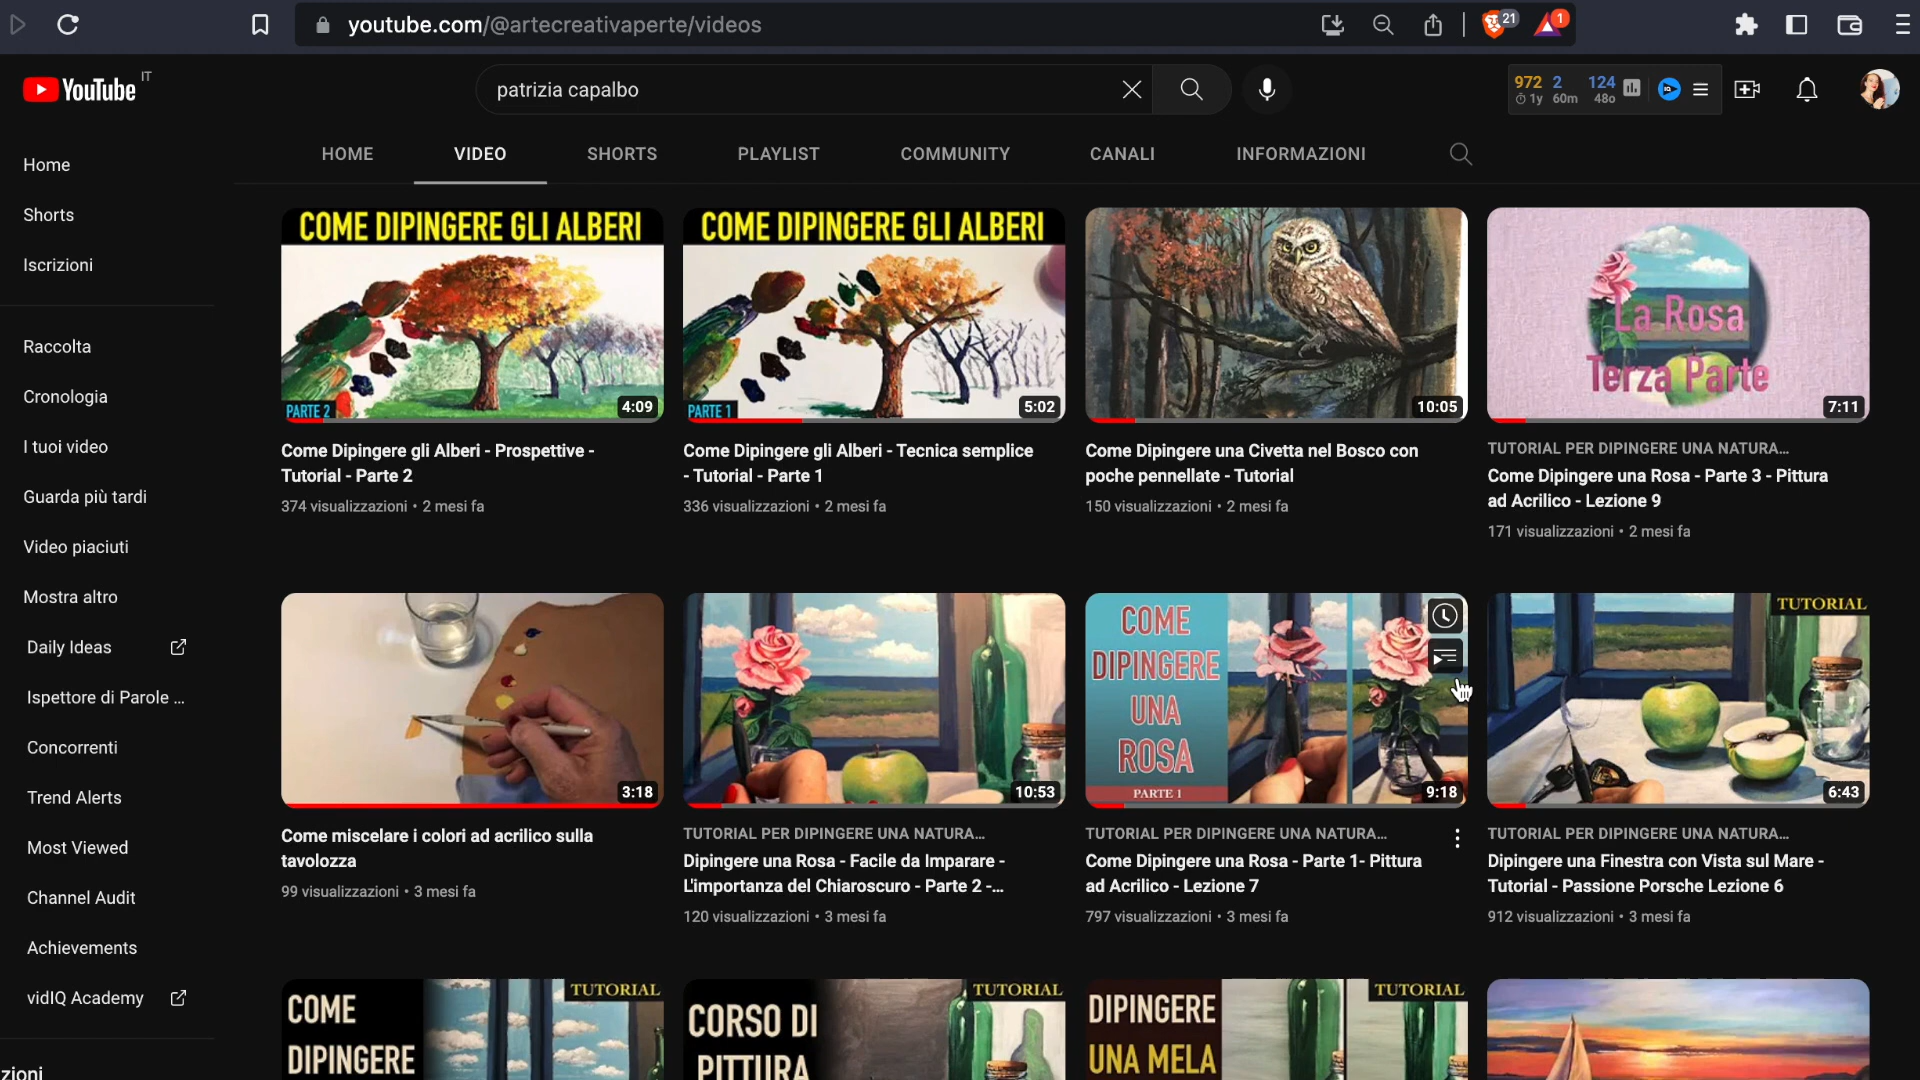 youtube.com/@artecreativaperte/videos
21
1
YouTube IT
patrizia capalbo
972 2 124
1y 60m 48o
HOME VIDEO SHORTS PLAYLIST COMMUNITY CANALI INFORMAZIONI
Home
Shorts
Iscrizioni
Raccolta
Cronologia
I tuoi video
Guarda più tardi
Video piaciuti
Mostra altro
Daily Ideas
Ispettore di Parole ...
Concorrenti
Trend Alerts
Most Viewed
Channel Audit
Achievements
vidIQ Academy
zioni
COME DIPINGERE GLI ALBERI
PARTE 2
4:09
Come Dipingere gli Alberi - Prospettive -
Tutorial - Parte 2
374 visualizzazioni • 2 mesi fa
COME DIPINGERE GLI ALBERI
PARTE 1
5:02
Come Dipingere gli Alberi - Tecnica semplice
- Tutorial - Parte 1
336 visualizzazioni • 2 mesi fa
10:05
Come Dipingere una Civetta nel Bosco con
poche pennellate - Tutorial
150 visualizzazioni • 2 mesi fa
La Rosa
Terza Parte
7:11
TUTORIAL PER DIPINGERE UNA NATURA...
Come Dipingere una Rosa - Parte 3 - Pittura
ad Acrilico - Lezione 9
171 visualizzazioni • 2 mesi fa
3:18
Come miscelare i colori ad acrilico sulla
tavolozza
99 visualizzazioni • 3 mesi fa
10:53
TUTORIAL PER DIPINGERE UNA NATURA...
Dipingere una Rosa - Facile da Imparare -
L'importanza del Chiaroscuro - Parte 2 -...
120 visualizzazioni • 3 mesi fa
COME
DIPINGERE
UNA
ROSA
PARTE 1
9:18
TUTORIAL PER DIPINGERE UNA NATURA...
Come Dipingere una Rosa - Parte 1- Pittura
ad Acrilico - Lezione 7
797 visualizzazioni • 3 mesi fa
TUTORIAL
6:43
TUTORIAL PER DIPINGERE UNA NATURA...
Dipingere una Finestra con Vista sul Mare -
Tutorial - Passione Porsche Lezione 6
912 visualizzazioni • 3 mesi fa
TUTORIAL
COME
DIPINGERE
TUTORIAL
CORSO DI
PITTURA
TUTORIAL
DIPINGERE
UNA MELA